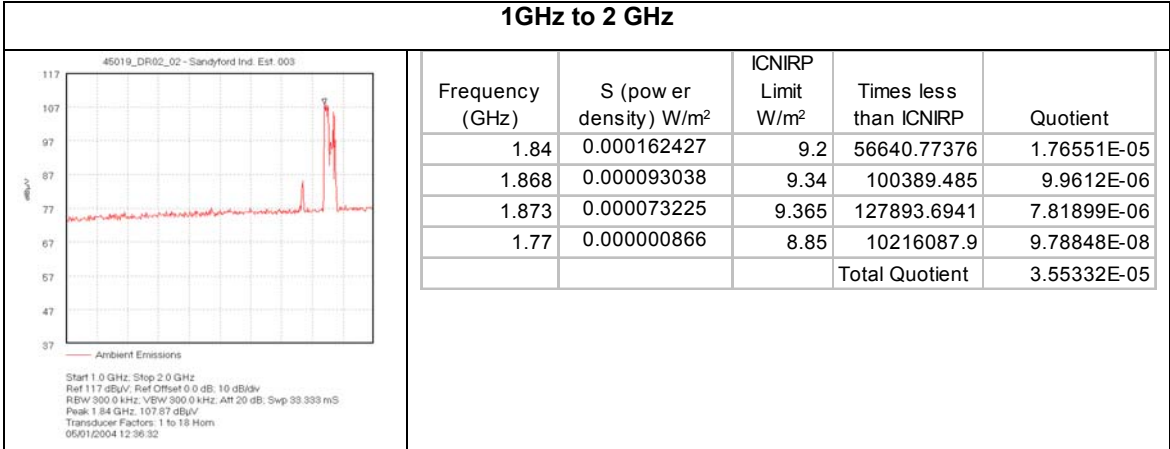 1GHz to 2 GHz
45019_DR02_02 - Sandyford Ind. Est. 003
117
107
97
87
77
67
57
47
37
dBµV
Ambient Emissions
Start 1.0 GHz; Stop 2.0 GHz
Ref 117 dBµV; Ref Offset 0.0 dB; 10 dB/div
RBW 300.0 kHz; VBW 300.0 kHz; Att 20 dB; Swp 33.333 mS
Peak 1.84 GHz, 107.87 dBµV
Transducer Factors: 1 to 18 Horn
05/01/2004 12:36:32
Frequency (GHz) S (pow er density) W/m² ICNIRP Limit W/m² Times less than ICNIRP Quotient
1.84 0.000162427 9.2 56640.77376 1.76551E-05
1.868 0.000093038 9.34 100389.485 9.9612E-06
1.873 0.000073225 9.365 127893.6941 7.81899E-06
1.77 0.000000866 8.85 10216087.9 9.78848E-08
Total Quotient 3.55332E-05